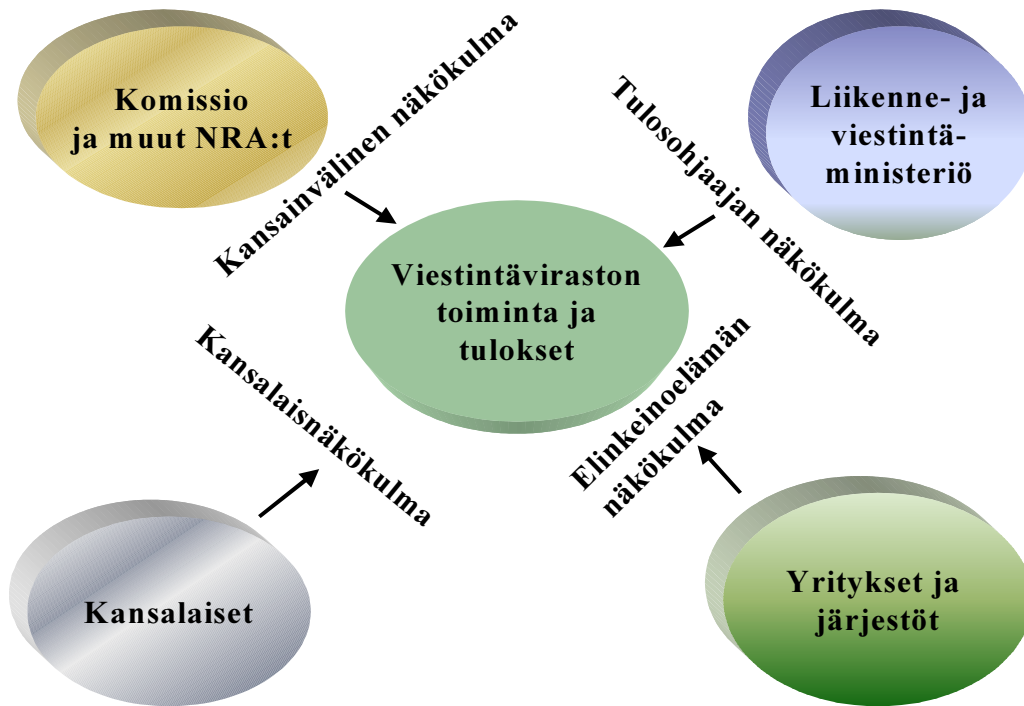 Komissio
ja muut NRA:t
Kansainvälinen näkökulma
Tulosohjaajan näkökulma
Liikenne- ja
viestintä-
ministeriö
Viestintäviraston
toiminta ja
tulokset
Kansalaisnäkökulma
Elinkeinoelämän
näkökulma
Kansalaiset
Yritykset ja
järjestöt